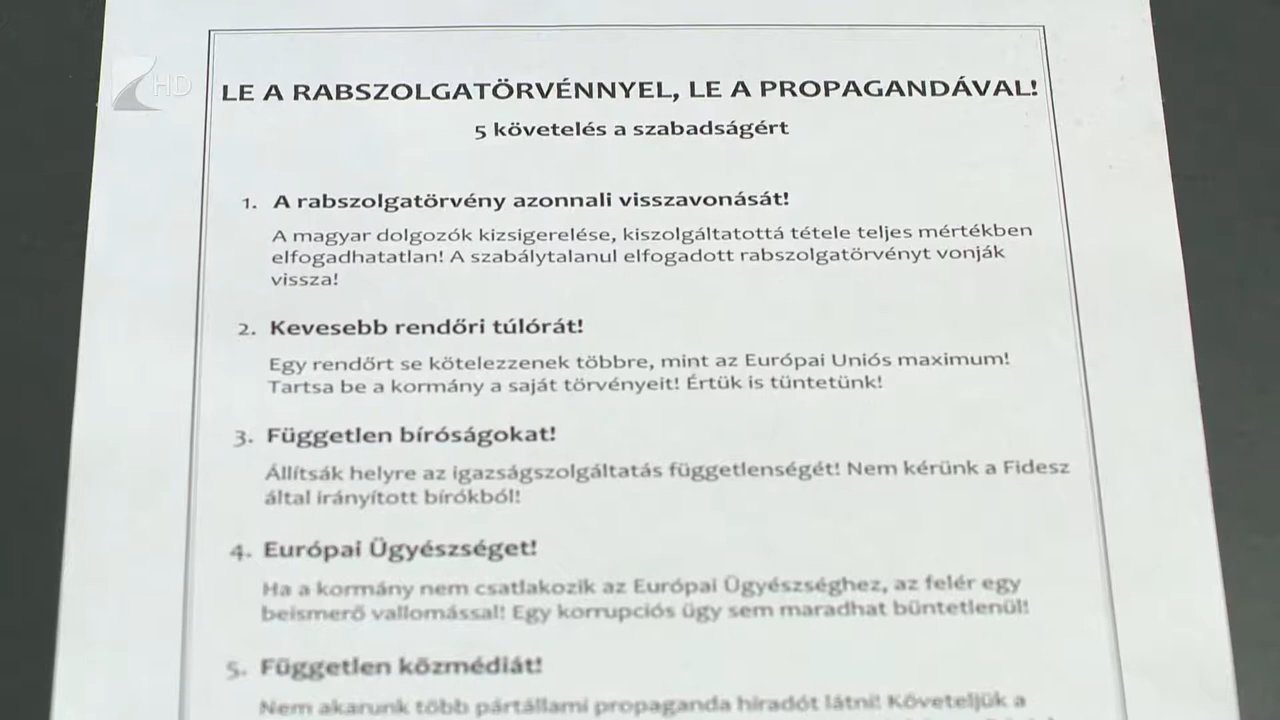 HD
LE A RABSZOLGATÖRVÉNNYEL, LE A PROPAGANDÁVAL!
5 követelés a szabadságért
1. A rabszolgatörvény azonnali visszavonását!
A magyar dolgozók kizsigerelése, kiszolgáltatottá tétele teljes mértékben
elfogadhatatlan! A szabálytalanul elfogadott rabszolgatörvényt vonják
vissza!
2. Kevesebb rendőri túlórát!
Egy rendőrt se kötelezzenek többre, mint az Európai Uniós maximum!
Tartsa be a kormány a saját törvényeit! Értük is tüntetünk!
3. Független bíróságokat!
Állítsák helyre az igazságszolgáltatás függetlenségét! Nem kérünk a Fidesz
által irányított bírókból!
4. Európai Ügyészséget!
Ha a kormány nem csatlakozik az Európai Ügyészséghez, az felér egy
beismerő vallomással! Egy korrupciós ügy sem maradhat büntetlenül!
5. Független közmédiát!
Nem akarunk több pártállami propaganda híradót látni! Követeljük a